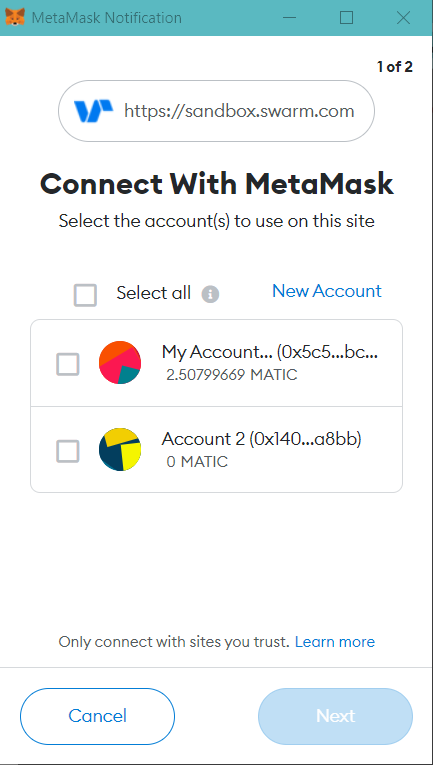 MetaMask Notification
1 of 2
https://sandbox.swarm.com
Connect With MetaMask
Select the account(s) to use on this site
Select all
New Account
My Account... (0x5c5...bc...
2.50799669 MATIC
Account 2 (0x140...a8bb)
0 MATIC
Only connect with sites you trust. Learn more
Cancel
Next